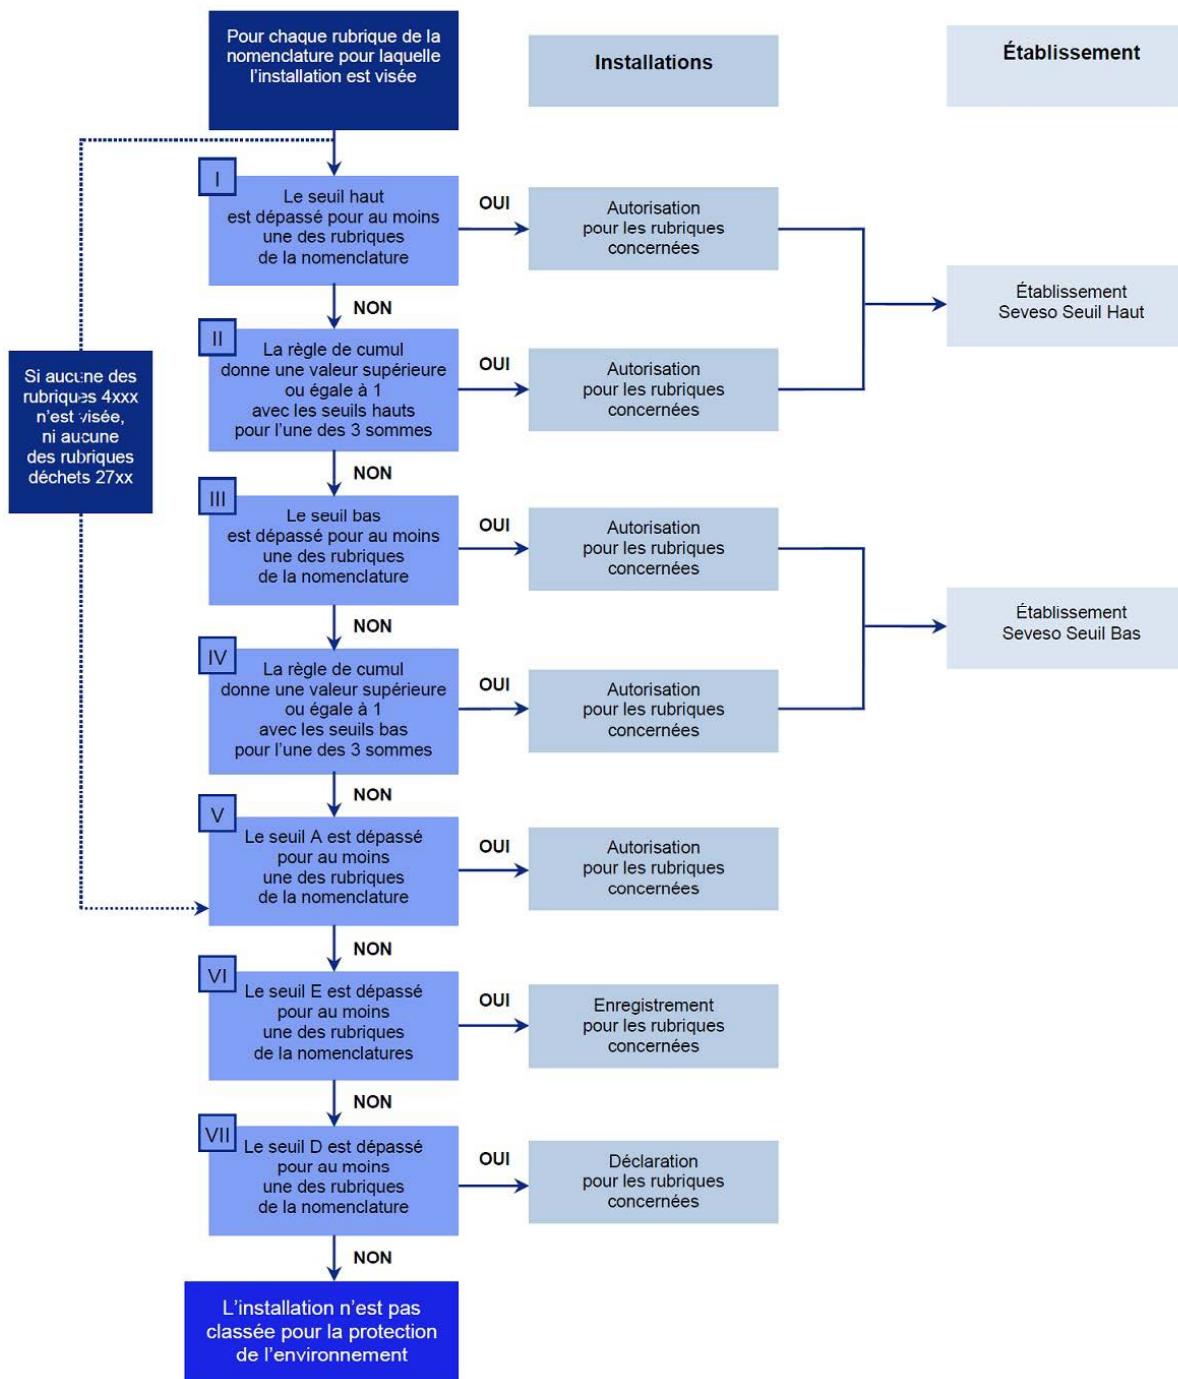 Pour chaque rubrique de la
nomenclature pour laquelle
l'installation est visée
Installations
Établissement
I
Le seuil haut
est dépassé pour au moins
une des rubriques
de la nomenclature
OUI
Autorisation
pour les rubriques
concernées
NON
Établissement
Seveso Seuil Haut
II
La règle de cumul
donne une valeur supérieure
ou égale à 1
avec les seuils hauts
pour l'une des 3 sommes
OUI
Autorisation
pour les rubriques
concernées
Si aucune des
rubriques 4xxx
n'est visée,
ni aucune
des rubriques
déchets 27xx
NON
III
Le seuil bas
est dépassé pour au moins
une des rubriques
de la nomenclature
OUI
Autorisation
pour les rubriques
concernées
NON
Établissement
Seveso Seuil Bas
IV
La règle de cumul
donne une valeur supérieure
ou égale à 1
avec les seuils bas
pour l'une des 3 sommes
OUI
Autorisation
pour les rubriques
concernées
NON
V
Le seuil A est dépassé
pour au moins
une des rubriques
de la nomenclature
OUI
Autorisation
pour les rubriques
concernées
NON
VI
Le seuil E est dépassé
pour au moins
une des rubriques
de la nomenclatures
OUI
Enregistrement
pour les rubriques
concernées
NON
VII
Le seuil D est dépassé
pour au moins
une des rubriques
de la nomenclature
OUI
Déclaration
pour les rubriques
concernées
NON
L'installation n'est pas
classée pour la protection
de l'environnement